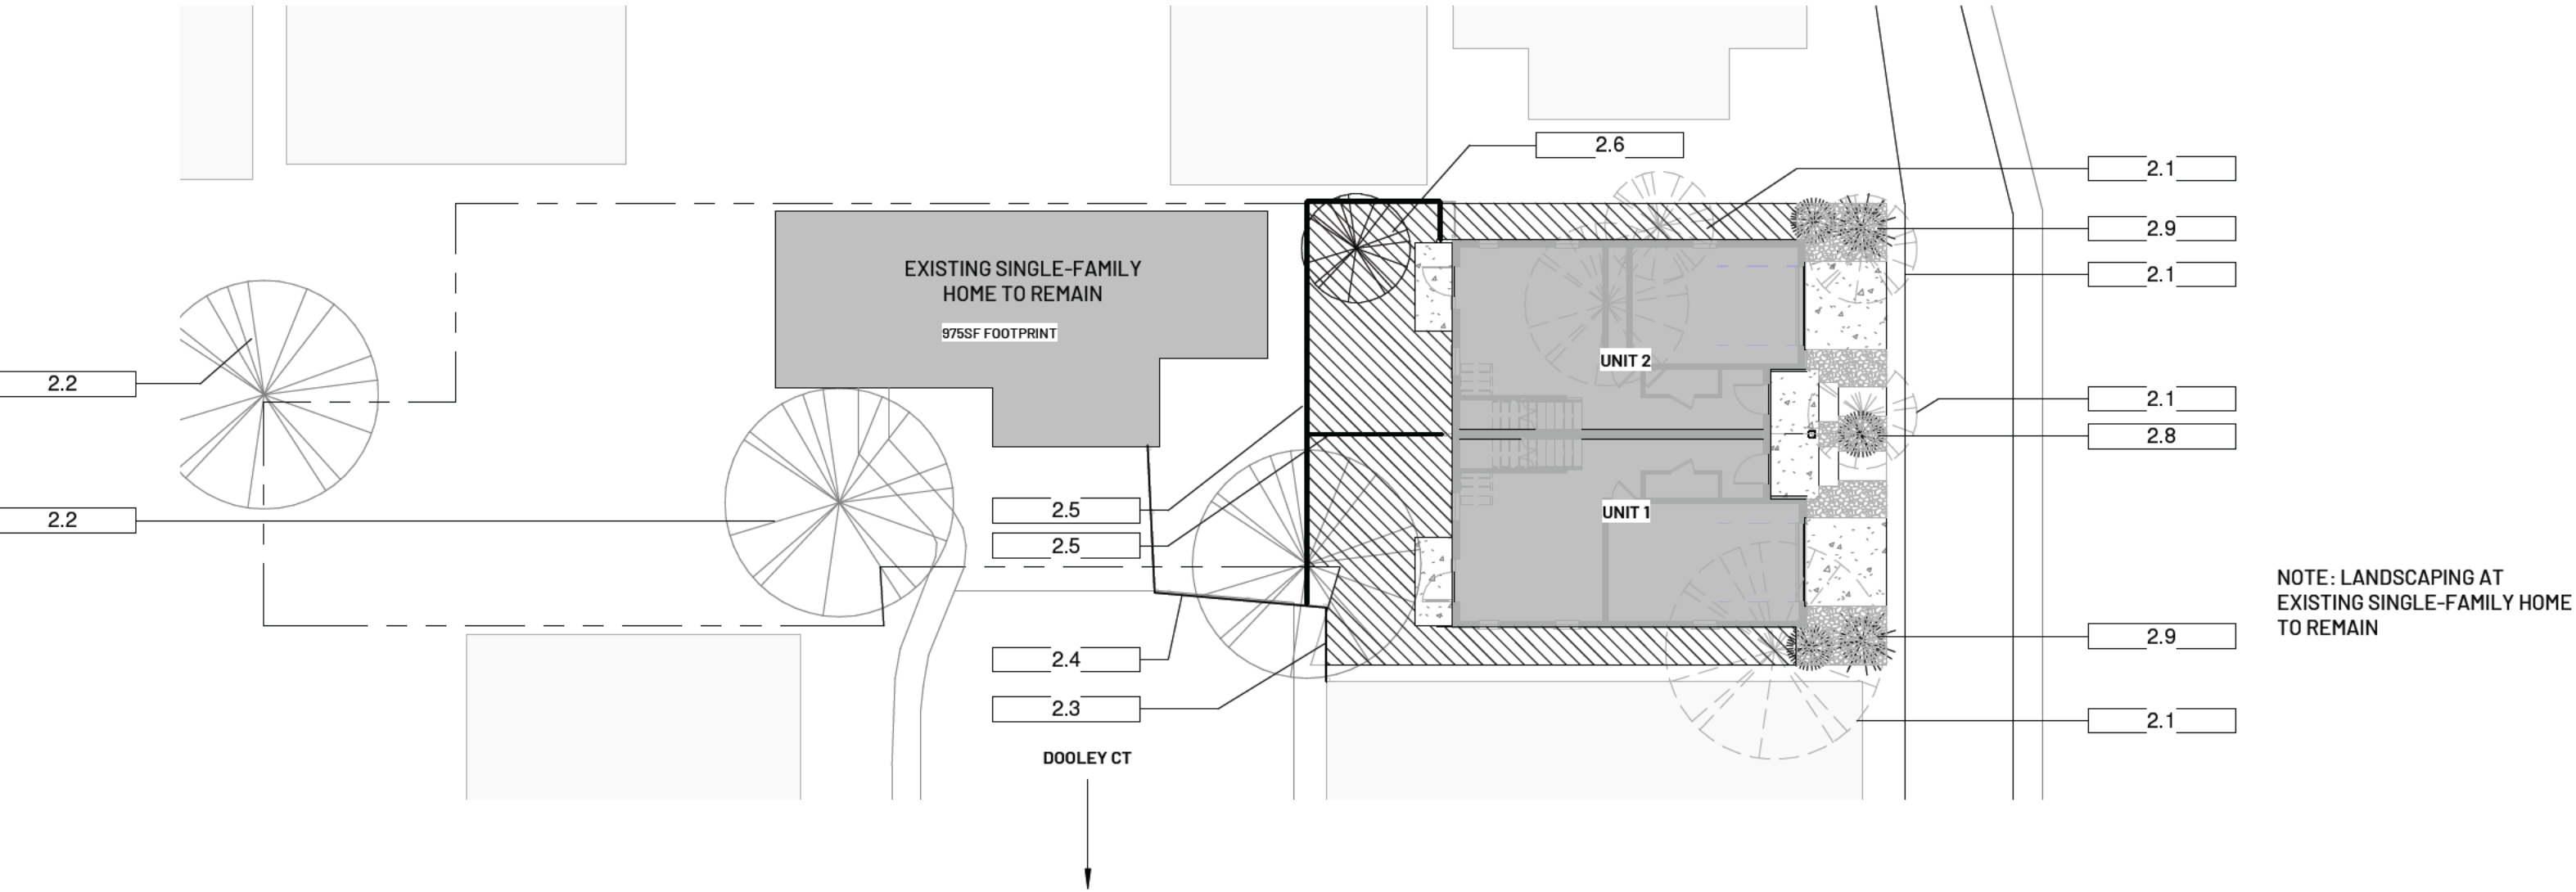 2.6
2.1
2.9
EXISTING SINGLE-FAMILY
HOME TO REMAIN
2.1
975SF FOOTPRINT
UNIT 2
2.2
2.1
2.8
2.5
UNIT 1
2.2
2.5
NOTE: LANDSCAPING AT
EXISTING SINGLE-FAMILY HOME
TO REMAIN
2.9
2.4
2.3
2.1
DOOLEY CT